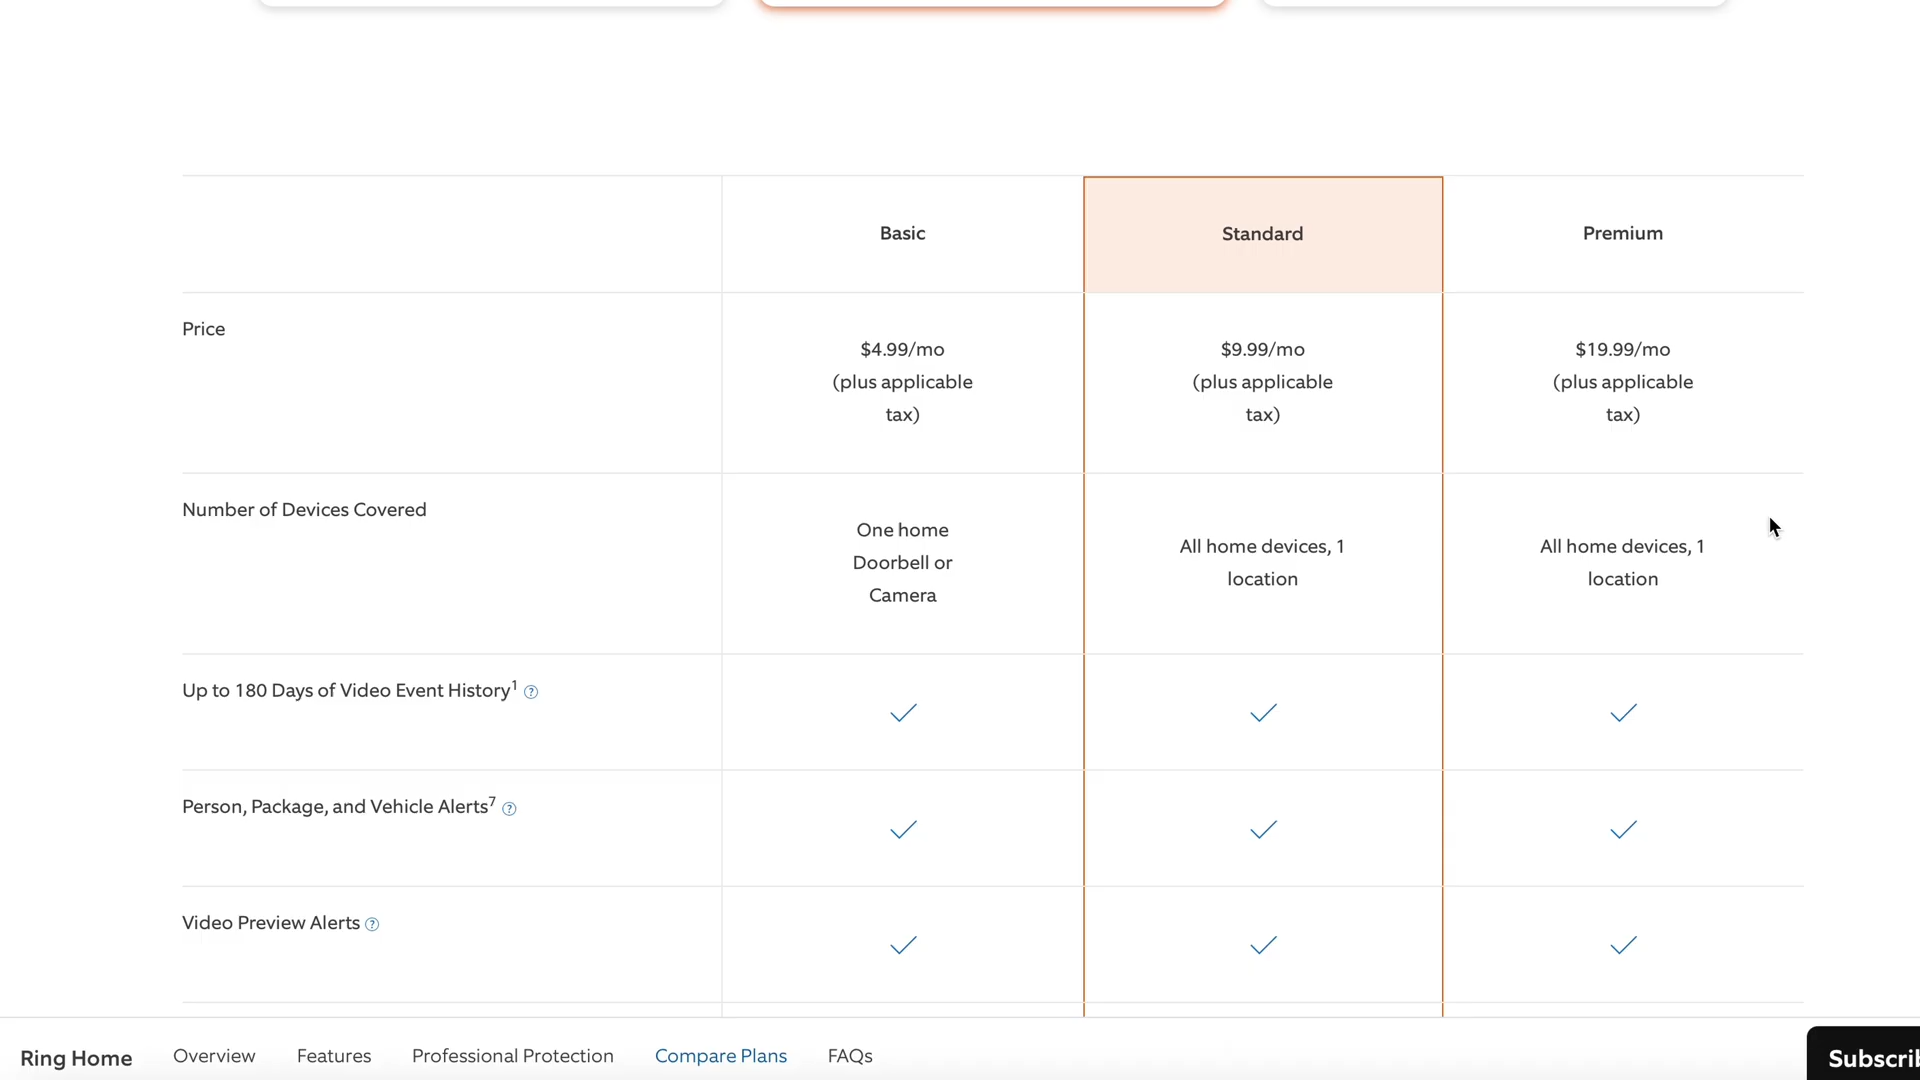 Basic
Standard
Premium
Price
$4.99/mo
(plus applicable
tax)
$9.99/mo
(plus applicable
tax)
$19.99/mo
(plus applicable
tax)
Number of Devices Covered
One home
Doorbell or
Camera
All home devices, 1
location
All home devices, 1
location
Up to 180 Days of Video Event History1 ?
Person, Package, and Vehicle Alerts7 ?
Video Preview Alerts ?
Ring Home
Overview
Features
Professional Protection
Compare Plans
FAQs
Subscrib